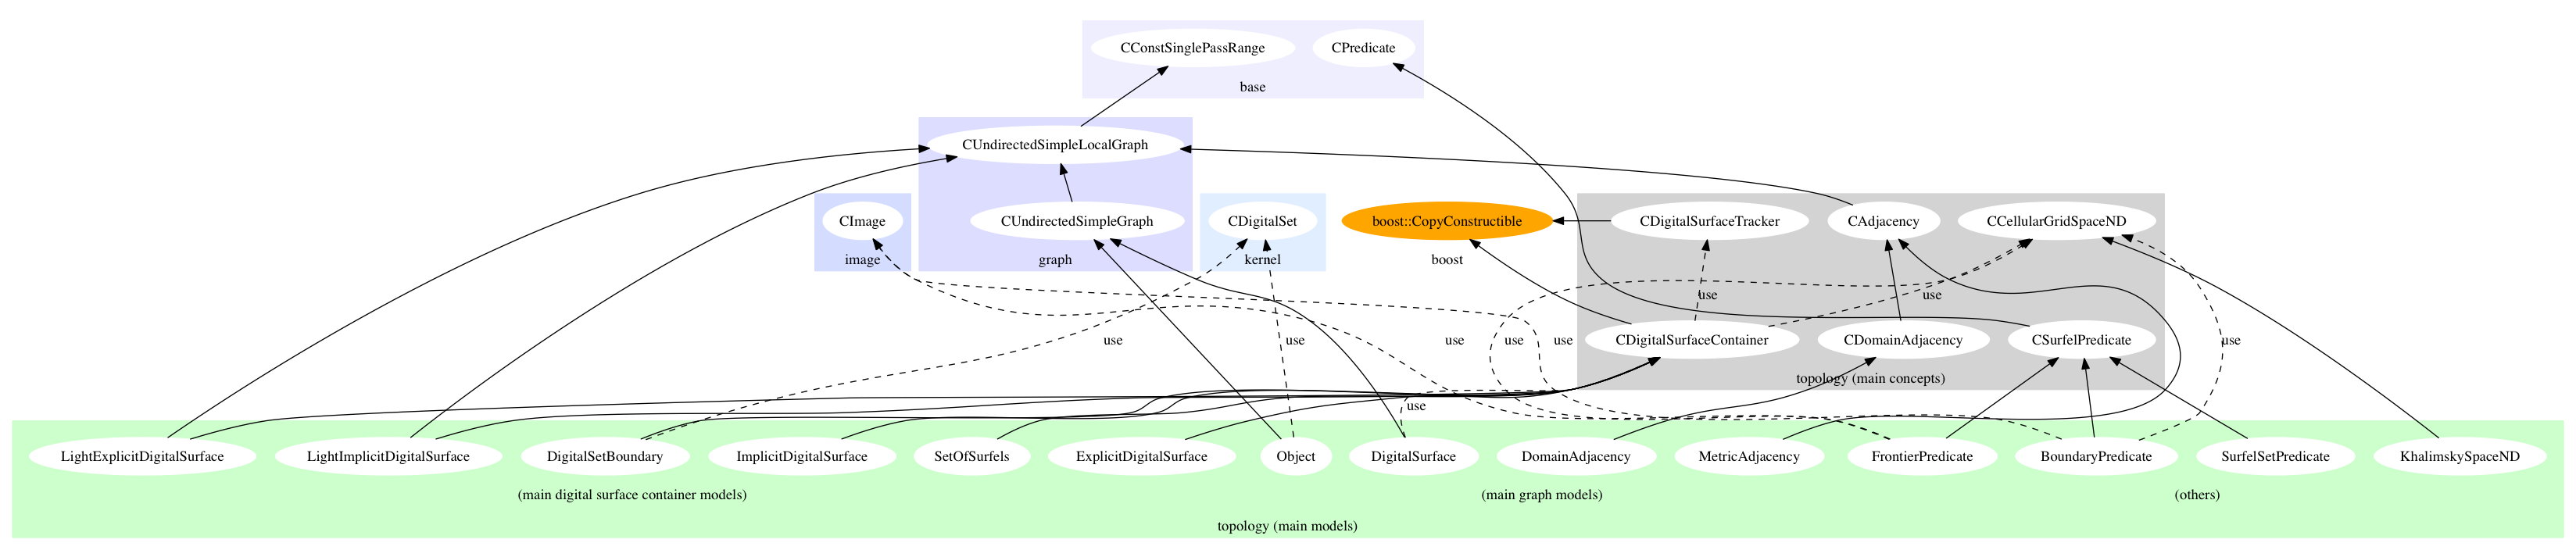 CConstSinglePassRange
CPredicate
base
CUndirectedSimpleLocalGraph
CImage
CUndirectedSimpleGraph
CDigitalSet
boost::CopyConstructible
CDigitalSurfaceTracker
CAdjacency
CCellularGridSpaceND
image
graph
kernel
boost
use
use
use
use
use
use
use
use
CDigitalSurfaceContainer
CDomainAdjacency
CSurfelPredicate
topology (main concepts)
use
LightExplicitDigitalSurface
LightImplicitDigitalSurface
DigitalSetBoundary
ImplicitDigitalSurface
SetOfSurfels
ExplicitDigitalSurface
Object
DigitalSurface
DomainAdjacency
MetricAdjacency
FrontierPredicate
BoundaryPredicate
SurfelSetPredicate
KhalimskySpaceND
(main digital surface container models)
(main graph models)
(others)
topology (main models)